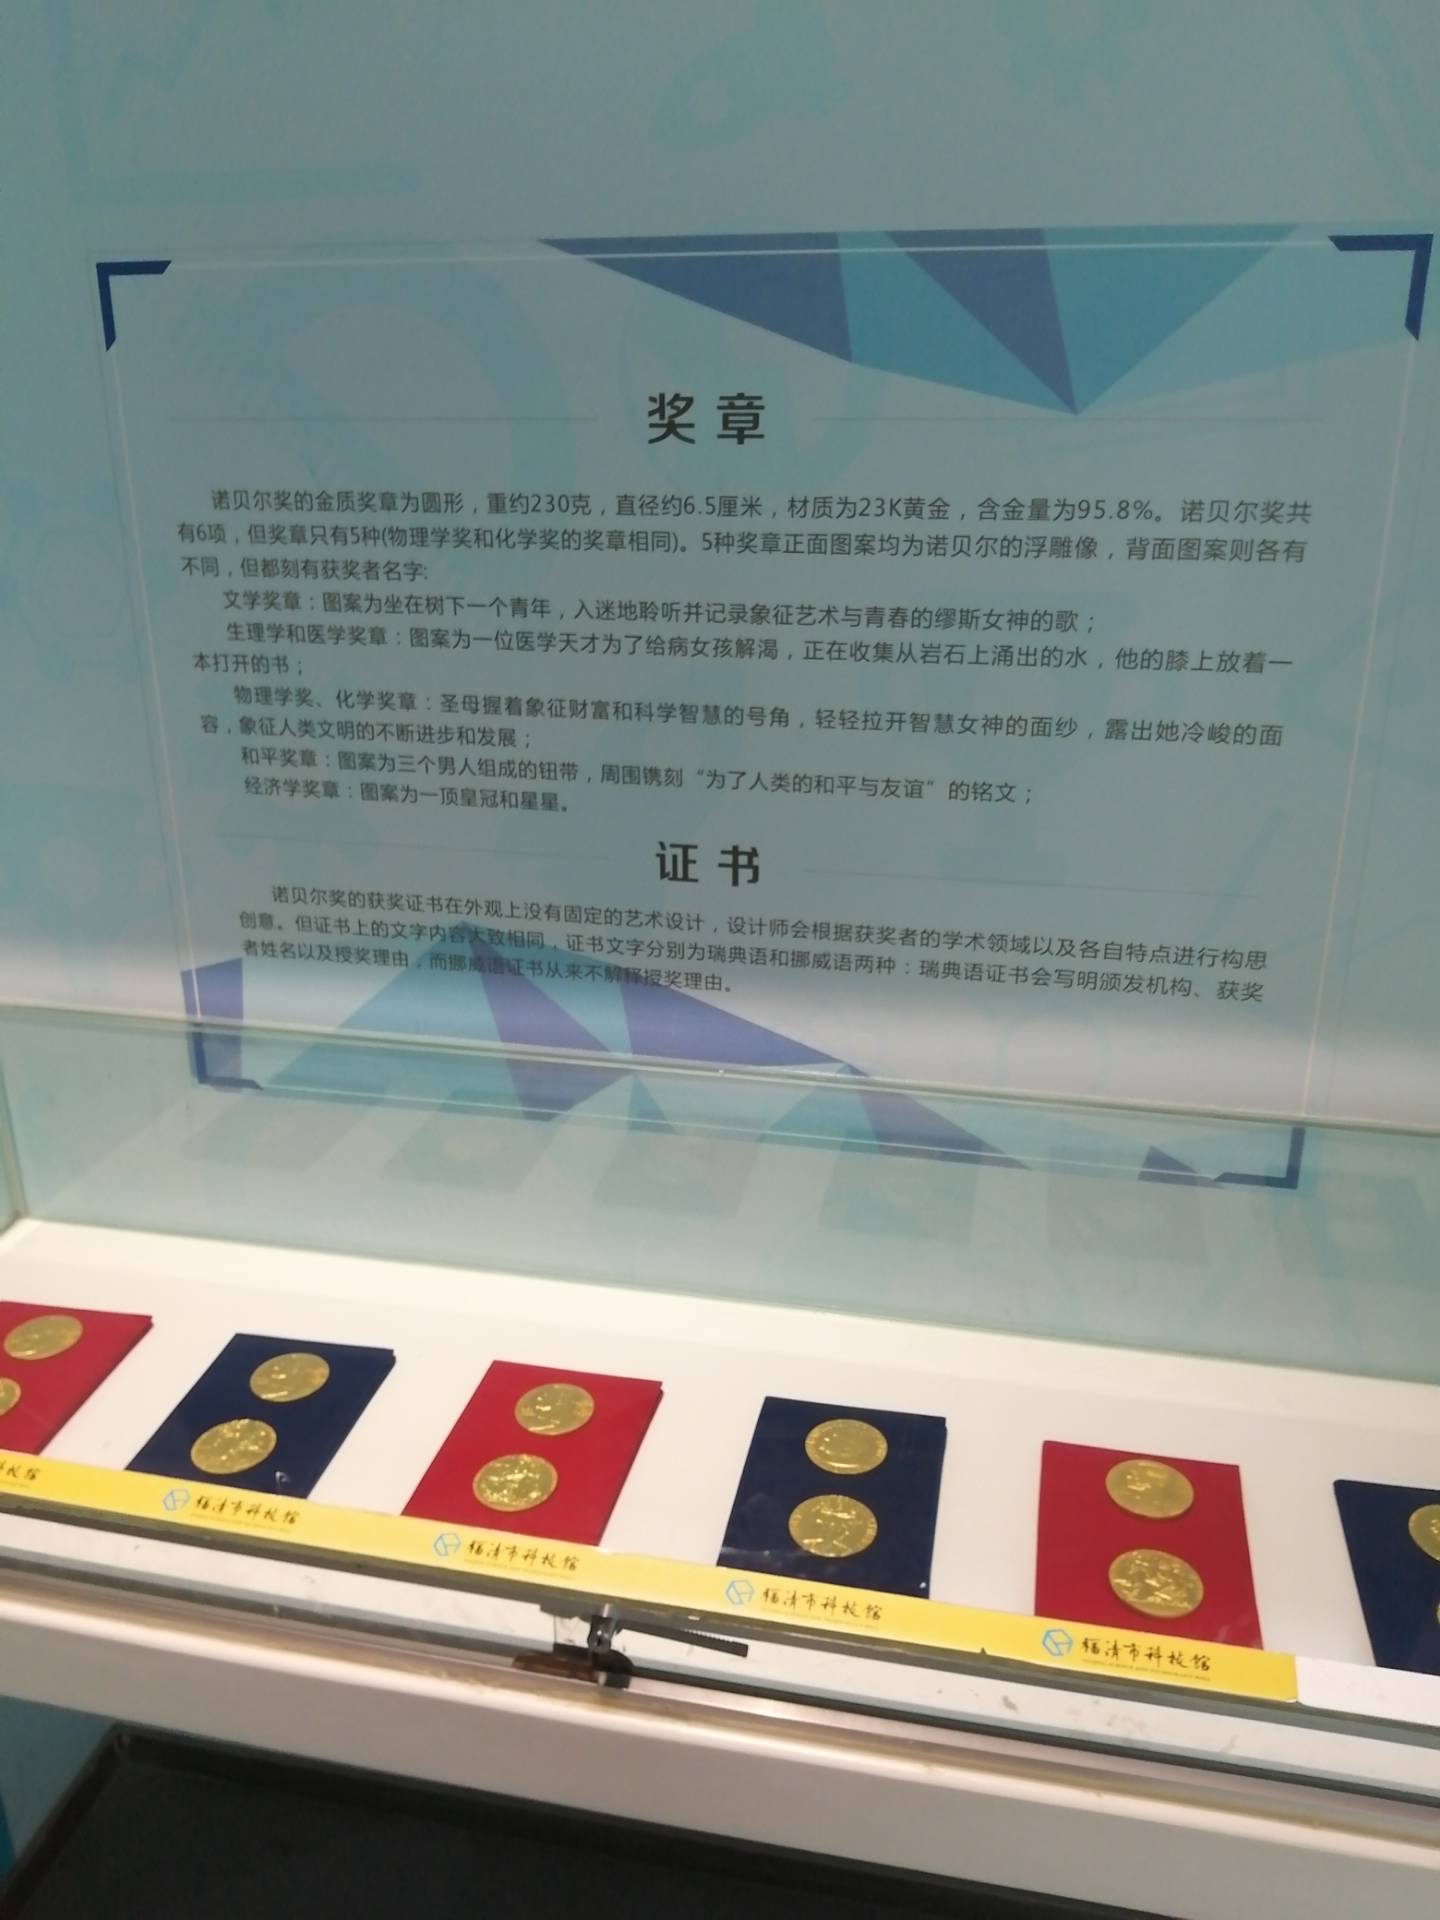 奖章
诺贝尔奖的金质奖章为圆形，重约230克，直径约6.5厘米，材质为23K黄金，含金量为95.8%。诺贝尔奖共
有6项，但奖章只有5种(物理学奖和化学奖的奖章相同)。5种奖章正面图案均为诺贝尔的浮雕像，背面图案则各有
不同，但都刻有获奖者名字:
文学奖章：图案为坐在树下一个青年，入迷地聆听并记录象征艺术与青春的缪斯女神的歌；
生理学和医学奖章：图案为一位医学天才为了给病女孩解渴，正在收集从岩石上涌出的水，他的膝上放着一
本打开的书；
物理学奖、化学奖章：圣母握着象征财富和科学智慧的号角，轻轻拉开智慧女神的面纱，露出她冷峻的面
容，象征人类文明的不断进步和发展；
和平奖章：图案为三个男人组成的钮带，周围镌刻“为了人类的和平与友谊”的铭文；
经济学奖章：图案为一顶皇冠和星星。
证书
诺贝尔奖的获奖证书在外观上没有固定的艺术设计，设计师会根据获奖者的学术领域以及各自特点进行构思
创意。但证书上的文字内容大致相同，证书文字分别为瑞典语和挪威语两种：瑞典语证书会写明颁发机构、获奖
者姓名以及授奖理由，而挪威语证书从来不解释授奖理由。
科技馆
福清市科技馆
福清市科技馆
福清市科技馆
福清市科技馆